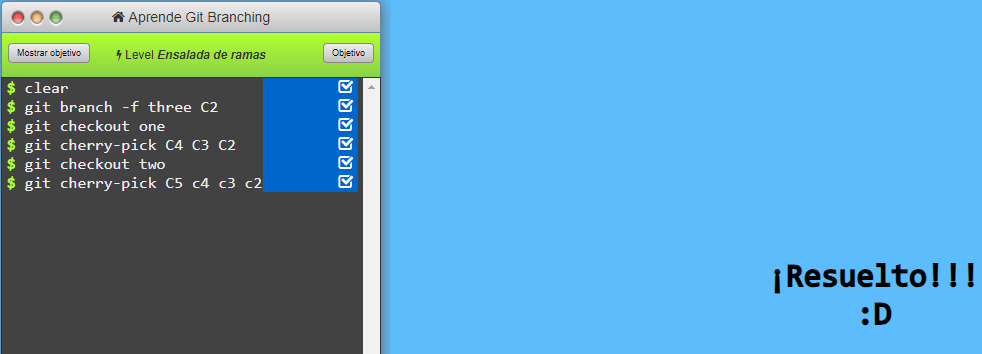 Aprende Git Branching
Mostrar objetivo
Level Ensalada de ramas
Objetivo
$ clear
$ git branch -f three C2
$ git checkout one
$ git cherry-pick C4 C3 C2
$ git checkout two
$ git cherry-pick C5 c4 c3 c2
¡Resuelto!!!
:D